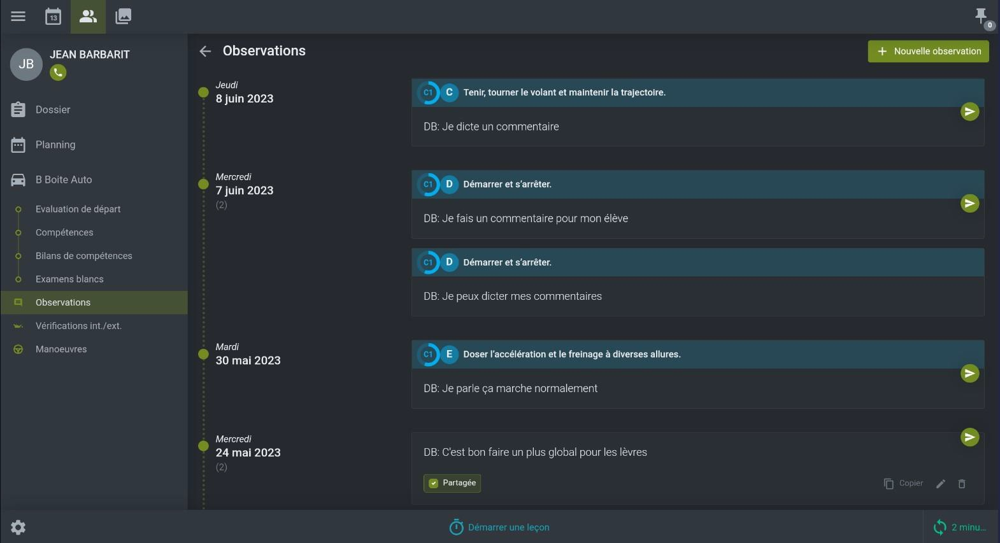 13
0
JB
JEAN BARBARIT
Dossier
Planning
B Boite Auto
Evaluation de départ
Compétences
Bilans de compétences
Examens blancs
Observations
Vérifications int./ext.
Manoeuvres
Observations
Nouvelle observation
Jeudi
8 juin 2023
C1 C Tenir, tourner le volant et maintenir la trajectoire.
DB: Je dicte un commentaire
Mercredi
7 juin 2023
(2)
C1 D Démarrer et s’arrêter.
DB: Je fais un commentaire pour mon élève
C1 D Démarrer et s’arrêter.
DB: Je peux dicter mes commentaires
Mardi
30 mai 2023
C1 E Doser l’accélération et le freinage à diverses allures.
DB: Je parle ça marche normalement
Mercredi
24 mai 2023
(2)
DB: C'est bon faire un plus global pour les lèvres
Partagée
Copier
Démarrer une leçon
2 minu...